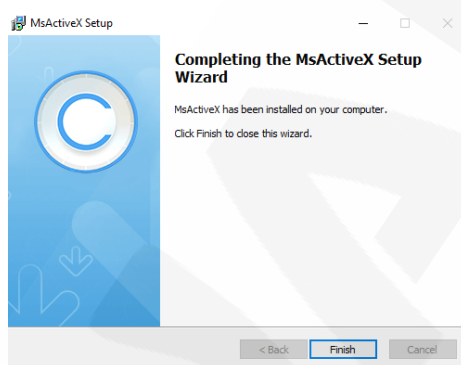 MsActiveX Setup
Completing the MsActiveX Setup
Wizard
MsActiveX has been installed on your computer.
Click Finish to close this wizard.
< Back
Finish
Cancel